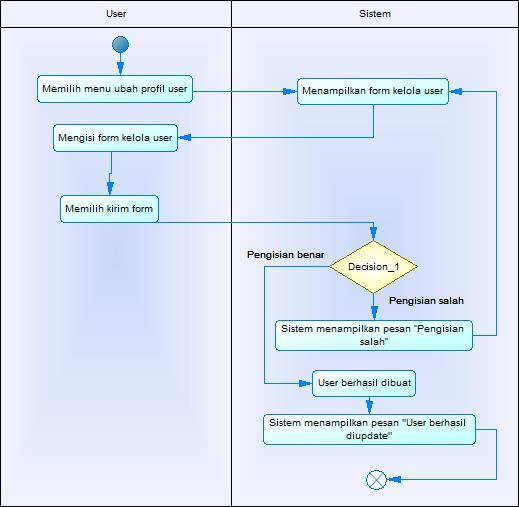 User
Sistem
Memilih menu ubah profil user
Menampilkan form kelola user
Mengisi form kelola user
Memilih kirim form
Pengisian benar
Decision_1
Pengisian salah
Sistem menampilkan pesan "Pengisian
salah"
User berhasil dibuat
Sistem menampilkan pesan "User berhasil
diupdate"